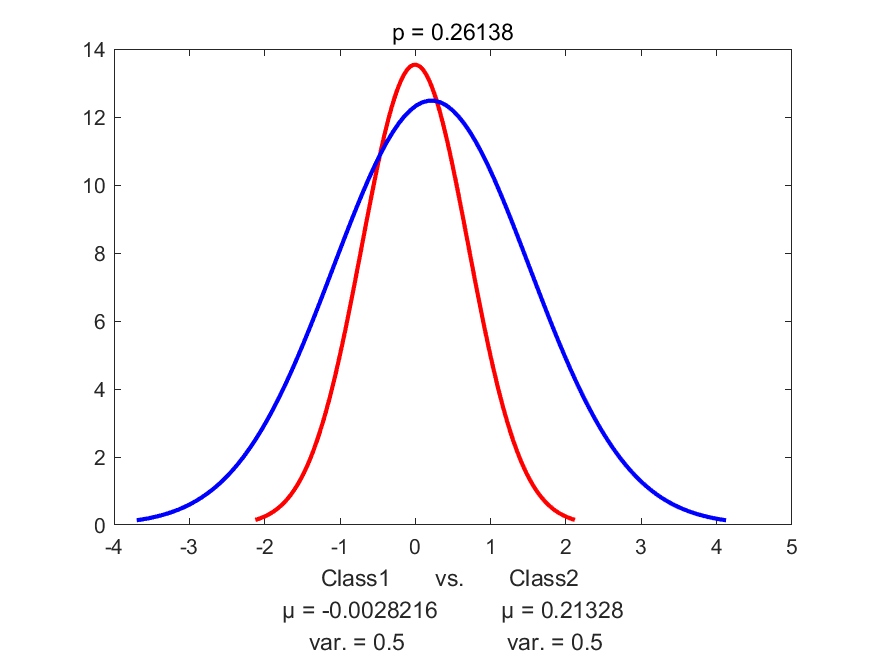 p = 0.26138
14
12
10
8
6
4
2
0
-4 -3 -2 -1 0 1 2 3 4 5
Class1 vs. Class2
μ = -0.0028216 μ = 0.21328
var. = 0.5 var. = 0.5